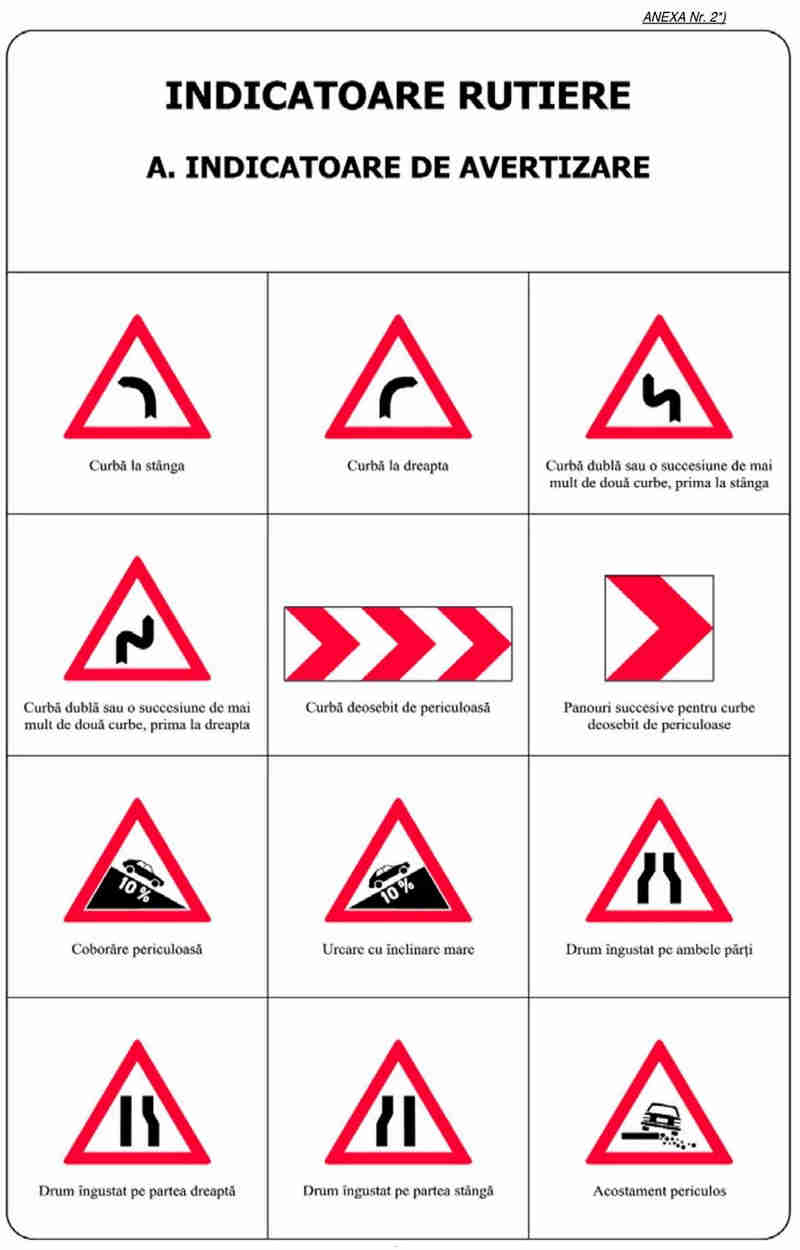 ANEXA Nr. 2*)
INDICATOARE RUTIERE
A. INDICATOARE DE AVERTIZARE
Curbă la stânga
Curbă la dreapta
Curbă dublă sau o succesiune de mai
mult de două curbe, prima la stânga
Curbă dublă sau o succesiune de mai
mult de două curbe, prima la dreapta
Curbă deosebit de periculoasă
Panouri succesive pentru curbe
deosebit de periculoase
10 %
Coborâre periculoasă
10 %
Urcare cu înclinare mare
Drum îngustat pe ambele părți
Drum îngustat pe partea dreaptă
Drum îngustat pe partea stângă
Acostament periculos